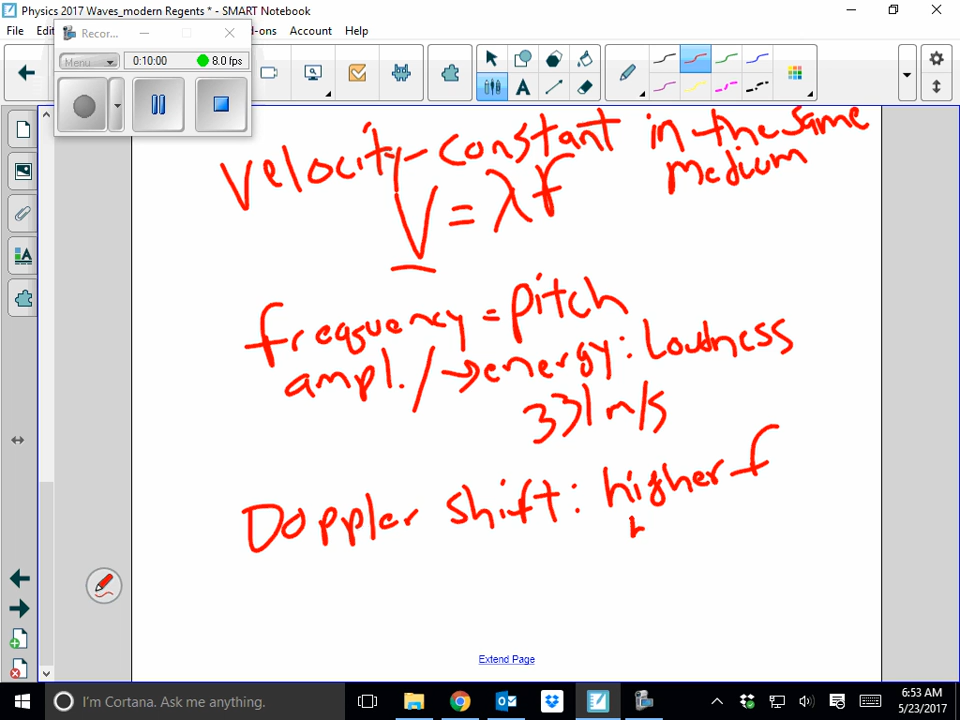 Physics 2017 Waves_modern Regents * - SMART Notebook
File
Account
Help
Recor...
Menu
0:10:00
8.0 fps
Velocity - constant in the same
medium
V = λf
frequency = pitch
ampl. / → energy: Loudness
331 m/s
Doppler shift: higher f
Extend Page
I'm Cortana. Ask me anything.
6:53 AM
5/23/2017